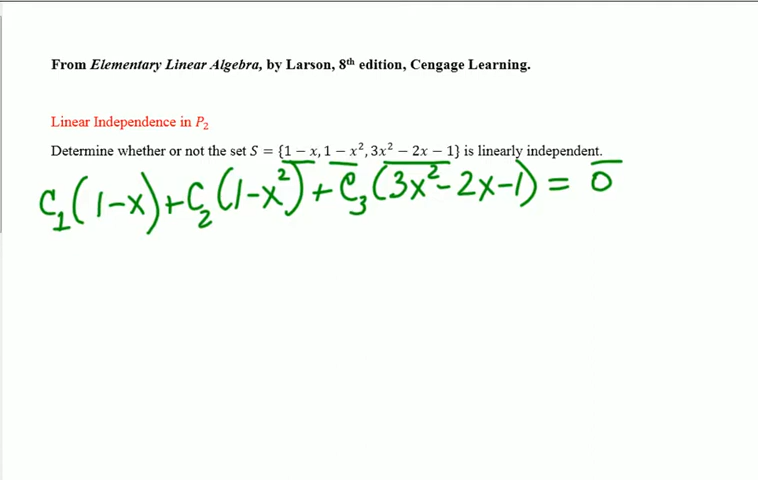 From Elementary Linear Algebra, by Larson, 8th edition, Cengage Learning.
Linear Independence in P₂
Determine whether or not the set S = {1 − x, 1 − x², 3x² − 2x − 1} is linearly independent.
C₁(1−x)+C₂(1−x²)+C₃(3x²−2x−1) = 0